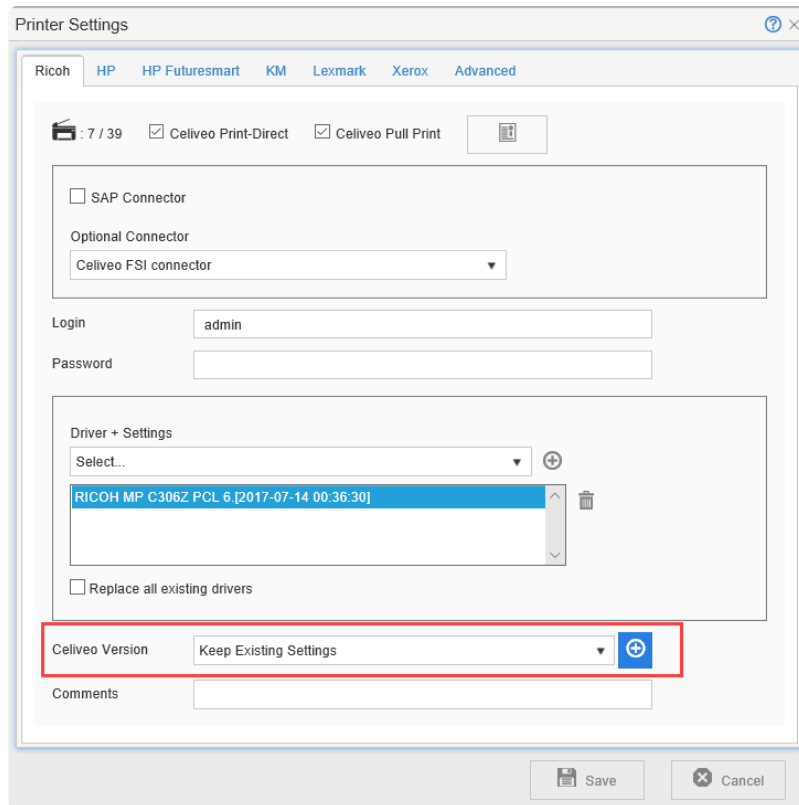 Printer Settings
Ricoh HP HP Futuresmart KM Lexmark Xerox Advanced
: 7 / 39 Celiveo Print-Direct Celiveo Pull Print
SAP Connector
Optional Connector
Celiveo FSI connector
Login admin
Password
Driver + Settings
Select...
RICOH MP C306Z PCL 6.[2017-07-14 00:36:30]
Replace all existing drivers
Celiveo Version Keep Existing Settings
Comments
Save Cancel